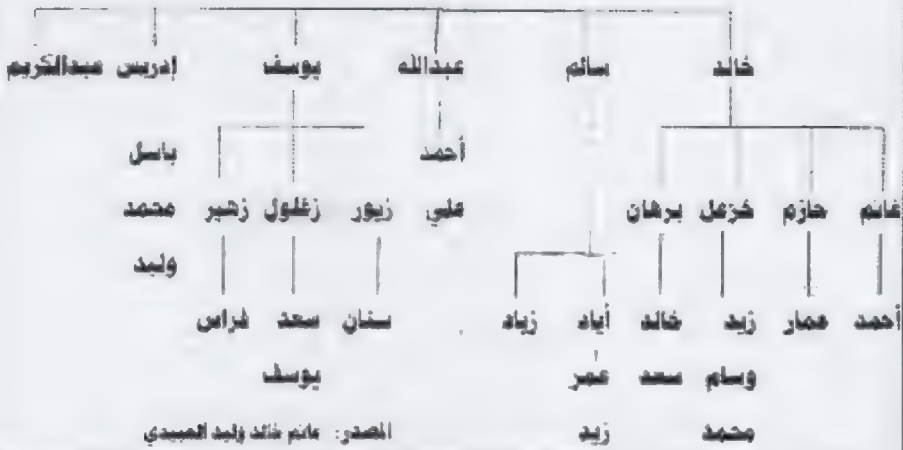 خالد سالم عبدالله يوسف إدريس عبدالكريم
أحمد باسل
غانم حازم خزعل برهان علي زيور زغلول زهير محمد
وليد
أحمد عمار زيد خالد أياد زياد سنان سعد فراس
وسام سعد عمر يوسف
محمد زيد المصدر: غانم خالد وليد العبيدي